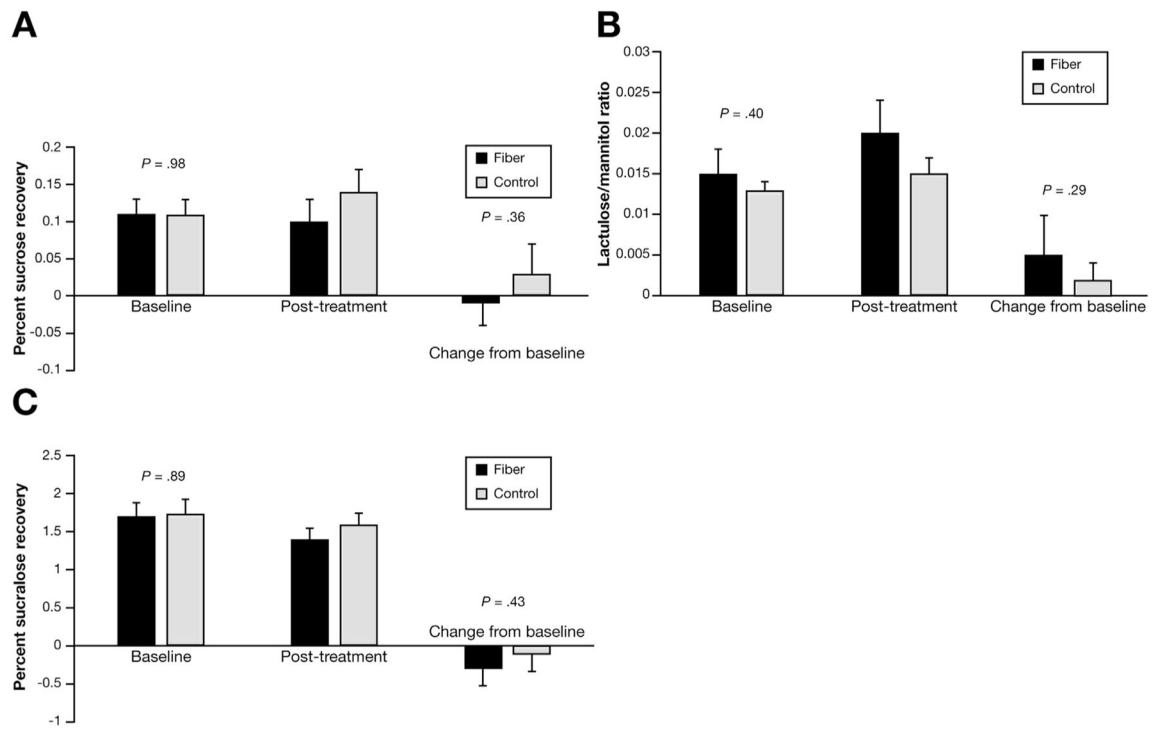 A
Percent sucrose recovery
0.2
0.15
0.1
0.05
0
-0.05
-0.1
P = .98
P = .36
Fiber
Control
Baseline
Post-treatment
Change from baseline
B
Lactulose/mannitol ratio
0.03
0.025
0.02
0.015
0.01
0.005
0
P = .40
P = .29
Fiber
Control
Baseline
Post-treatment
Change from baseline
C
Percent sucralose recovery
2.5
2
1.5
1
0.5
0
-0.5
-1
P = .89
P = .43
Fiber
Control
Change from baseline
Baseline
Post-treatment